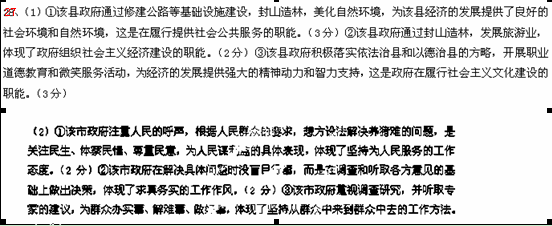 23.（1）①该县政府通过修建公路等基础设施建设，封山造林，美化自然环境，为该县经济的发展提供了良好的
社会环境和自然环境，这是在履行提供社会公共服务的职能。（3分）②该县政府通过封山造林，发展旅游业，
体现了政府组织社会主义经济建设的职能。（2分）③该县政府积极落实依法治县和以德治县的方略，开展职业
道德教育和微笑服务活动，为经济的发展提供强大的精神动力和智力支持，这是政府在履行社会主义文化建设的
职能。（3分）
（2）①该市政府注重人民的呼声，根据人民群众的要求，想方设法解决养猪难的问题，是
关注民生、体察民情、尊重民意，为人民谋利益的具体表现，体现了坚持为人民服务的工作
态度。（2分）②该市政府在解决具体问题时没盲目行动，而是在调查和听取各方意见的基
础上做出决策，体现了求真务实的工作作风。（2分）③该市政府重视调查研究，并听取专
家的建议，为群众办实事、解难事、做好事，体现了坚持从群众中来到群众中去的工作方法。